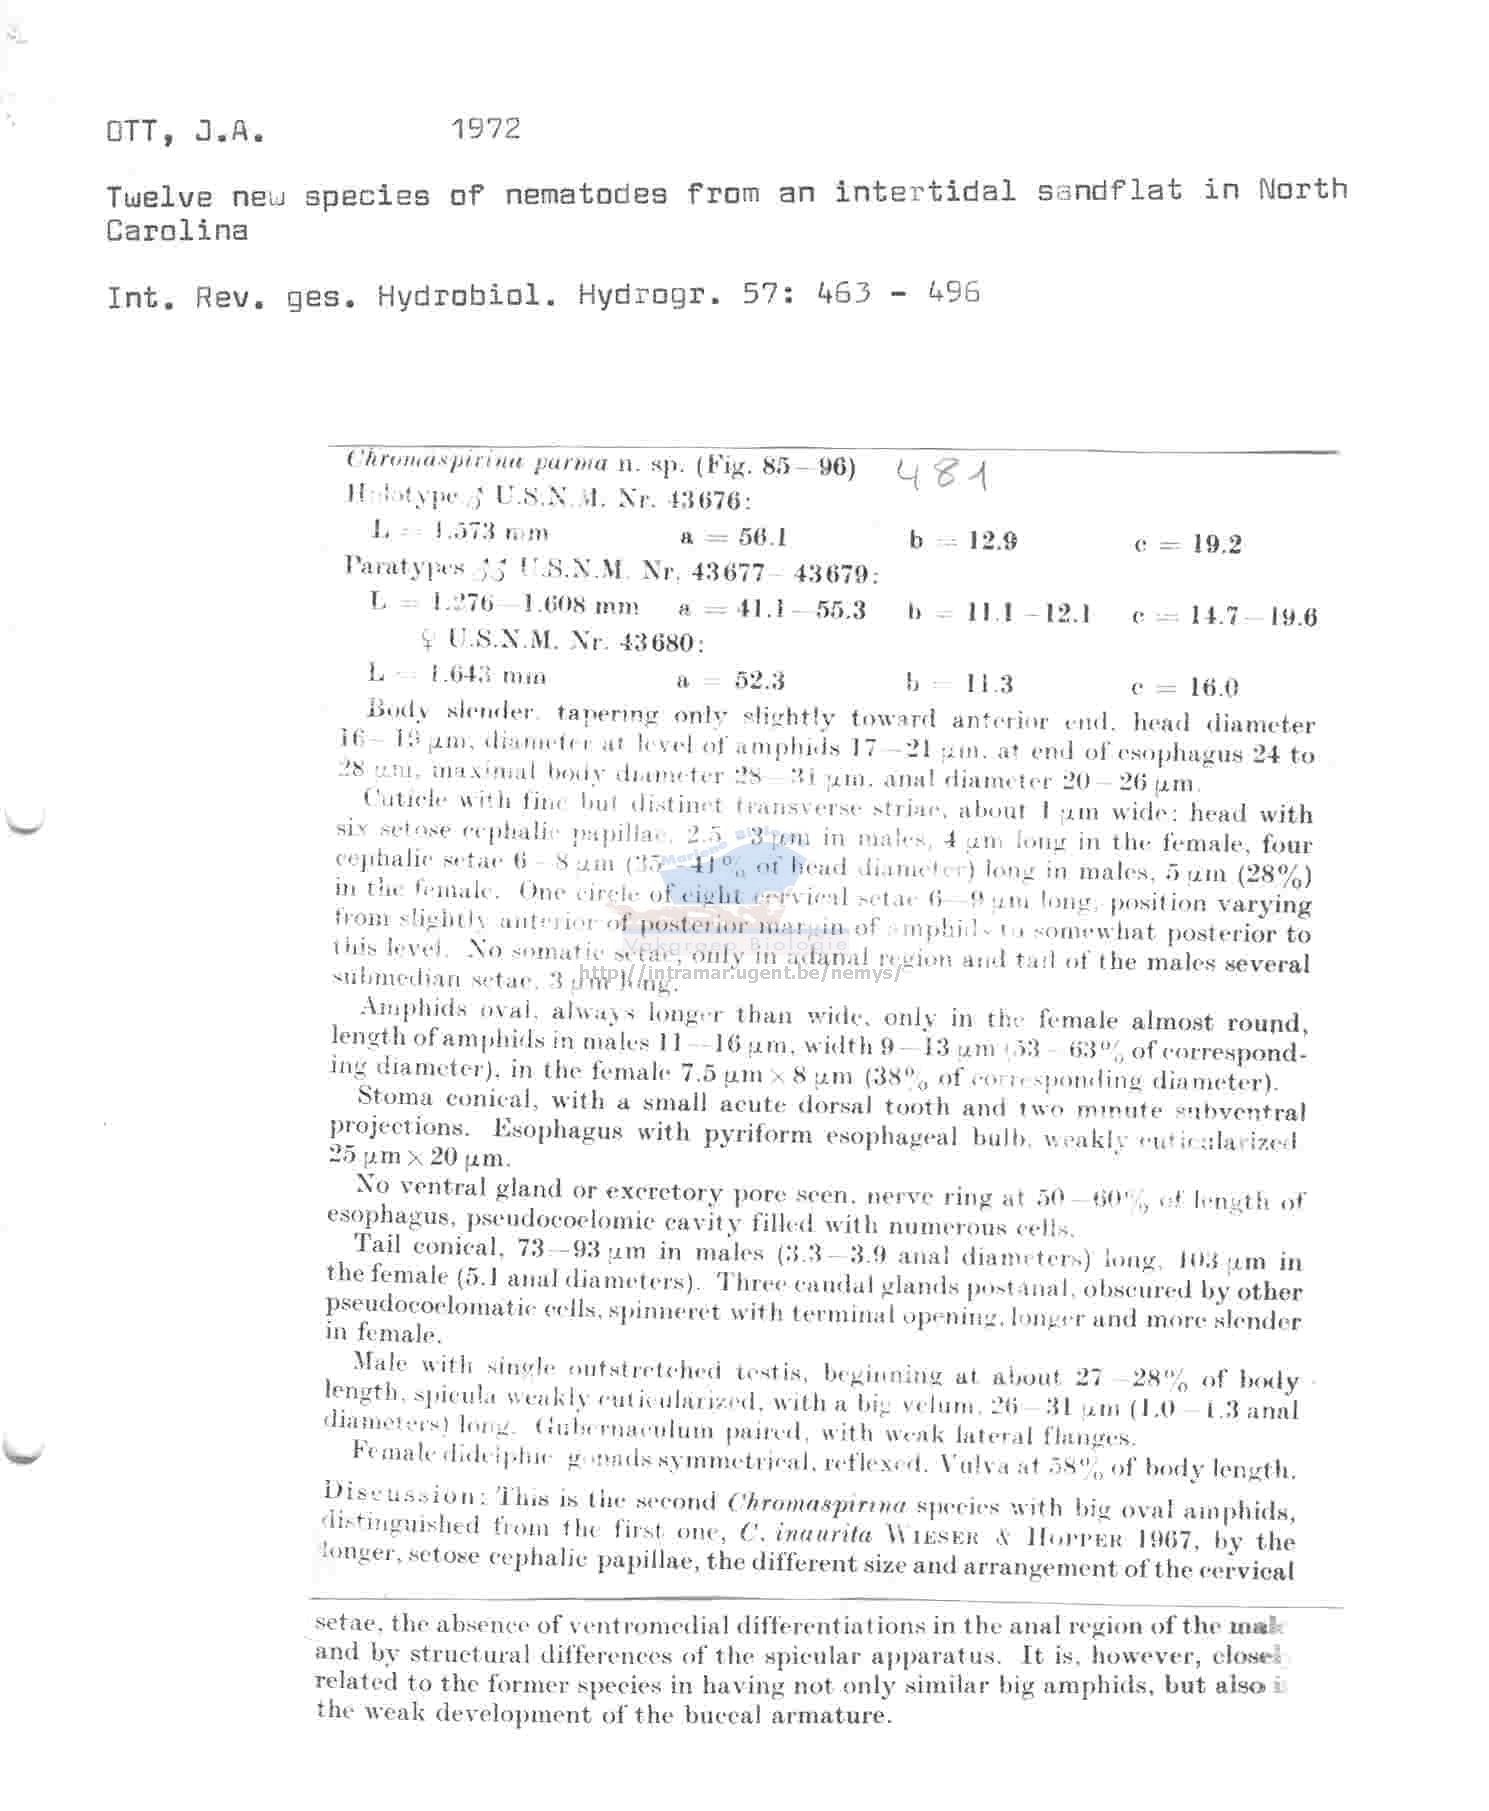 OTT, J.A. 1972
Twelve new species of nematodes from an intertidal sandflat in North
Carolina
Int. Rev. ges. Hydrobiol. Hydrogr. 57: 463 - 496
Chromaspirina parma n. sp. (Fig. 85–96) 481
Holotype ♂ U.S.N.M. Nr. 43676:
L = 1.573 mm a = 56.1 b = 12.9 c = 19.2
Paratypes ♂♂ U.S.N.M. Nr. 43677–43679:
L = 1.276–1.608 mm a = 41.1–55.3 b = 11.1–12.1 c = 14.7–19.6
♀ U.S.N.M. Nr. 43680:
L = 1.643 mm a = 52.3 b = 11.3 c = 16.0
Body slender, tapering only slightly toward anterior end, head diameter
16–19 μm, diameter at level of amphids 17–21 μm, at end of esophagus 24 to
28 μm, maximal body diameter 28–31 μm, anal diameter 20–26 μm.
Cuticle with fine but distinct transverse striae, about 1 μm wide; head with
six setose cephalic papillae, 2.5–3 μm in males, 4 μm long in the female, four
cephalic setae 6–8 μm (35–41% of head diameter) long in males, 5 μm (28%)
in the female. One circle of eight cervical setae 6–9 μm long, position varying
from slightly anterior of posterior margin of amphids to somewhat posterior to
this level. No somatic setae, only in adanal region and tail of the males several
submedian setae, 3 μm long.
Mariene Biologie
Vakgroep Biologie
http://intramar.ugent.be/nemys/
Amphids oval, always longer than wide, only in the female almost round,
length of amphids in males 11–16 μm, width 9–13 μm (53–63% of correspond-
ing diameter), in the female 7.5 μm × 8 μm (38% of corresponding diameter).
Stoma conical, with a small acute dorsal tooth and two minute subventral
projections. Esophagus with pyriform esophageal bulb, weakly cuticularized
25 μm × 20 μm.
No ventral gland or excretory pore seen, nerve ring at 50–60% of length of
esophagus, pseudocoelomic cavity filled with numerous cells.
Tail conical, 73–93 μm in males (3.3–3.9 anal diameters) long, 103 μm in
the female (5.1 anal diameters). Three caudal glands postanal, obscured by other
pseudocoelomatic cells, spinneret with terminal opening, longer and more slender
in female.
Male with single outstretched testis, beginning at about 27–28% of body
length, spicula weakly cuticularized, with a big velum, 26–31 μm (1.0–1.3 anal
diameters) long. Gubernaculum paired, with weak lateral flanges.
Female didelphic gonads symmetrical, reflexed. Vulva at 58% of body length.
Discussion: This is the second Chromaspirina species with big oval amphids,
distinguished from the first one, C. inaurita WIESER & HOPPER 1967, by the
longer, setose cephalic papillae, the different size and arrangement of the cervical
setae, the absence of ventromedial differentiations in the anal region of the male
and by structural differences of the spicular apparatus. It is, however, closel
related to the former species in having not only similar big amphids, but also i
the weak development of the buccal armature.